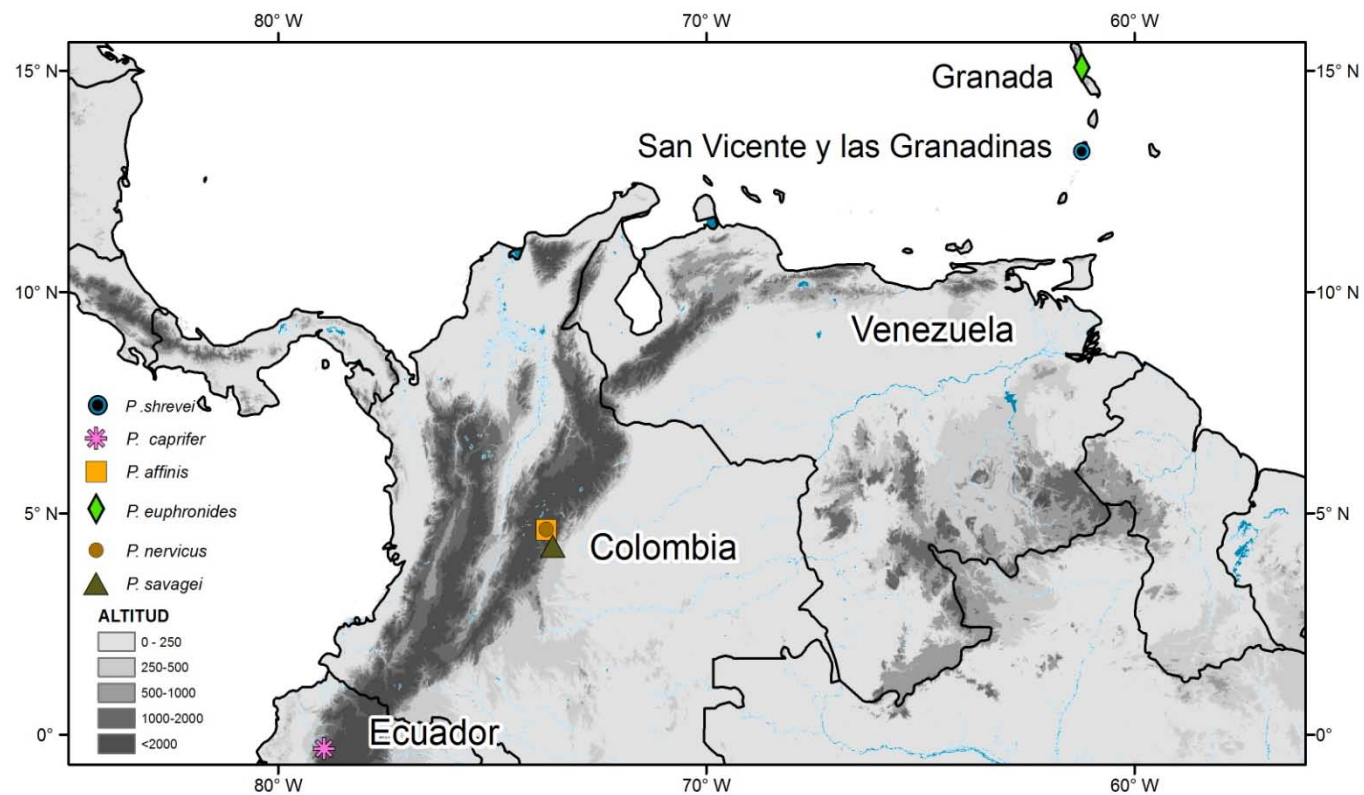 80° W 70° W 60° W
15° N 15° N
Granada
San Vicente y las Granadinas
10° N 10° N
Venezuela
P .shrevei
P. caprifer
P. affinis
P. euphronides
P. nervicus
P. savagei
5° N 5° N
Colombia
ALTITUD
0 - 250
250-500
500-1000
1000-2000
<2000
Ecuador
0° 0°
80° W 70° W 60° W